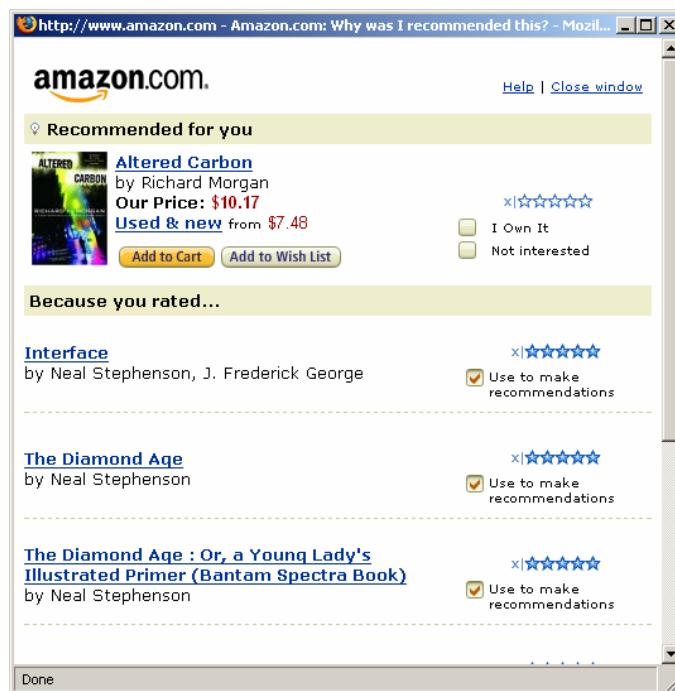 http://www.amazon.com - Amazon.com: Why was I recommended this? - Mozil...
amazon.com.
Help | Close window
Recommended for you
ALTERED
CARBON
Altered Carbon
by Richard Morgan
Our Price: $10.17
Used & new from $7.48
Add to Cart
Add to Wish List
x|
I Own It
Not interested
Because you rated...
Interface
by Neal Stephenson, J. Frederick George
x|
Use to make
recommendations
The Diamond Age
by Neal Stephenson
x|
Use to make
recommendations
The Diamond Age : Or, a Young Lady's
Illustrated Primer (Bantam Spectra Book)
by Neal Stephenson
x|
Use to make
recommendations
Done